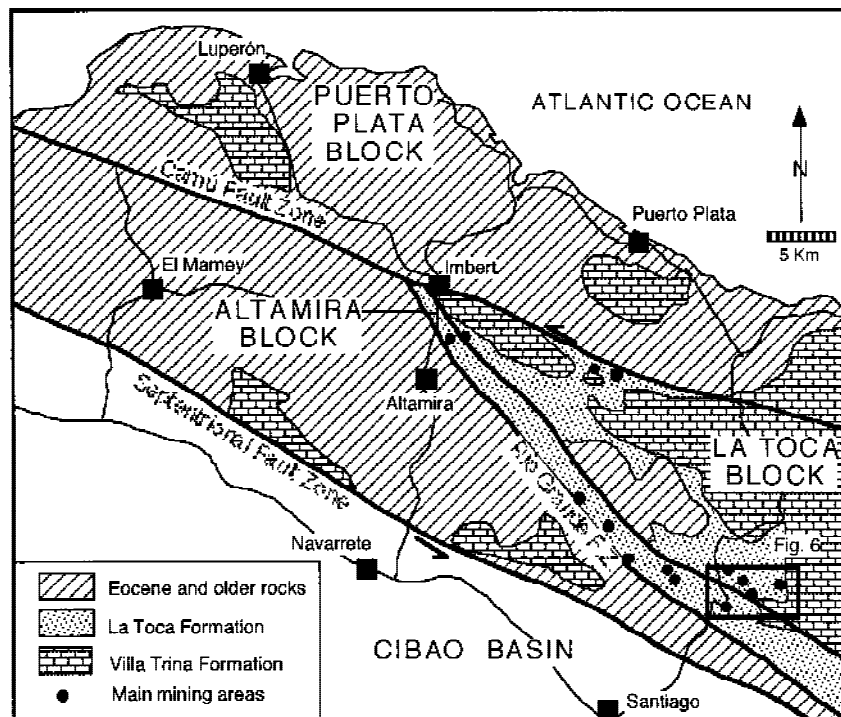 Luperón
PUERTO
PLATA
BLOCK
ATLANTIC OCEAN
N
5 Km
Camú Fault Zone
Puerto Plata
El Mamey
Imbert
ALTAMIRA
BLOCK
Altamira
Septentrional Fault Zone
Río Grande F.Z.
LA TOCA
BLOCK
Fig. 6
Navarrete
CIBAO BASIN
Santiago
Eocene and older rocks
La Toca Formation
Villa Trina Formation
Main mining areas